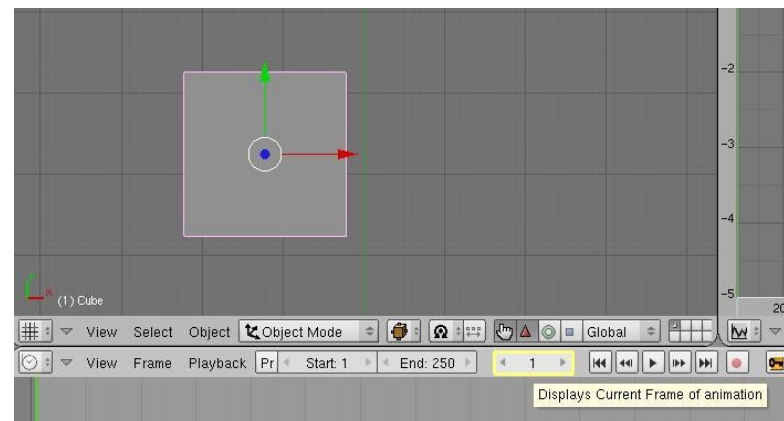 -2
-3
-4
-5
20
x
(1) Cube
View Select Object Object Mode Global
View Frame Playback Pr Start: 1 End: 250 1
Displays Current Frame of animation